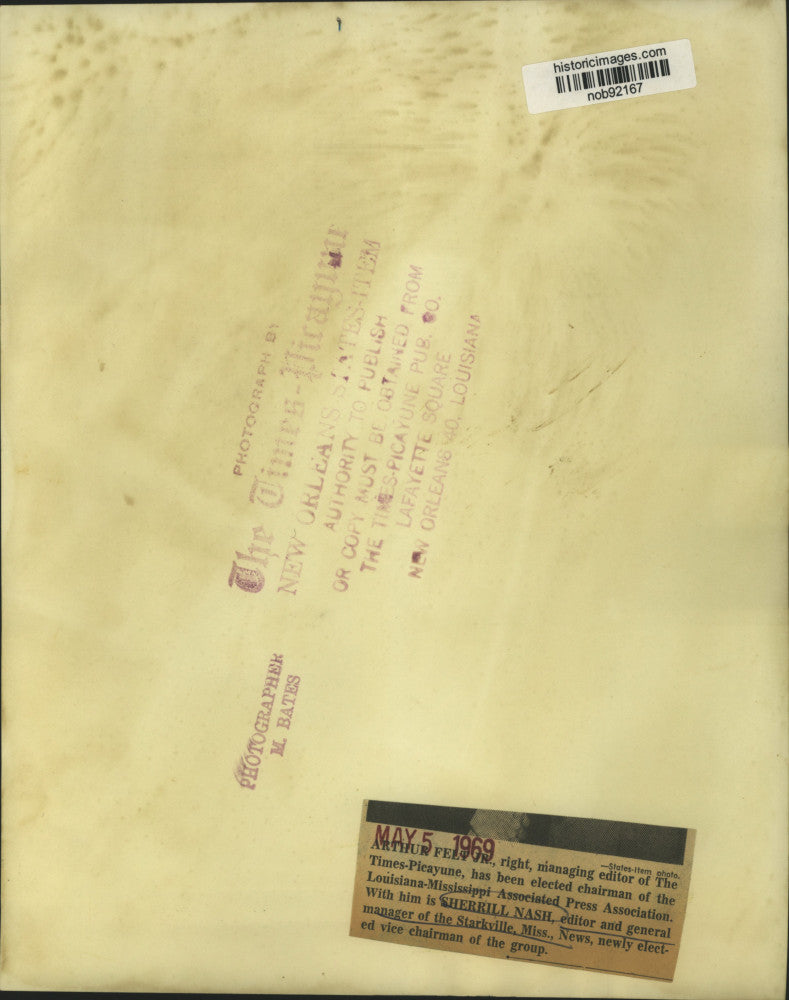 historicimages.com
nob92167
PHOTOGRAPH BY
The Times-Picayune
NEW ORLEANS STATES-ITEM
AUTHORITY TO PUBLISH
OR COPY MUST BE OBTAINED FROM
THE TIMES-PICAYUNE PUB. CO.
LAFAYETTE SQUARE
NEW ORLEANS 40, LOUISIANA
PHOTOGRAPHER
M. BATES
MAY 5 1969
—States-Item photo.
ARTHUR FELT JR., right, managing editor of The
Times-Picayune, has been elected chairman of the
Louisiana-Mississippi Associated Press Association.
With him is SHERRILL NASH, editor and general
manager of the Starkville, Miss., News, newly elect-
ed vice chairman of the group.